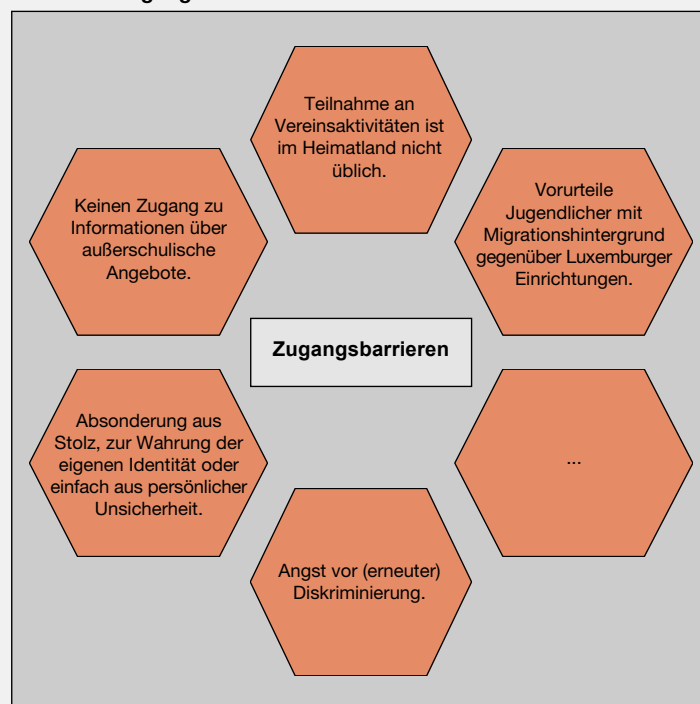 Teilnahme an
Vereinsaktivitäten ist
im Heimatland nicht
üblich.
Keinen Zugang zu
Informationen über
außerschulische
Angebote.
Vorurteile
Jugendlicher mit
Migrationshintergrund
gegenüber Luxemburger
Einrichtungen.
Zugangsbarrieren
Absonderung aus
Stolz, zur Wahrung der
eigenen Identität oder
einfach aus persönlicher
Unsicherheit.
...
Angst vor (erneuter)
Diskriminierung.